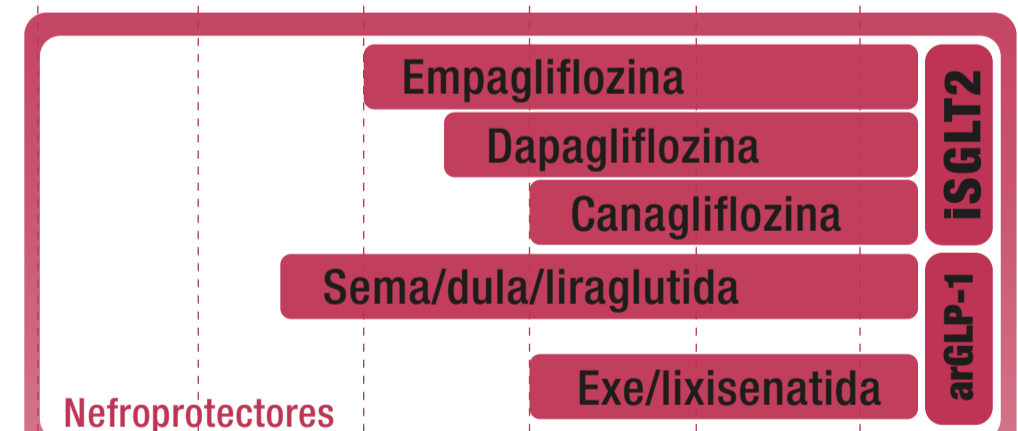 Empagliflozina
Dapagliflozina
Canagliflozina
iSGLT2
Sema/dula/liraglutida
Exe/lixisenatida
arGLP-1
Nefroprotectores